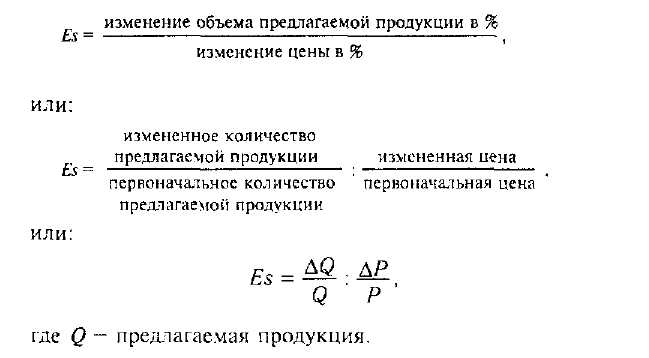 Es = изменение объема предлагаемой продукции в % / изменение цены в %,
или:
Es = измененное количество предлагаемой продукции / первоначальное количество предлагаемой продукции : измененная цена / первоначальная цена .
или:
Es = ΔQ / Q : ΔP / P,
где Q — предлагаемая продукция.